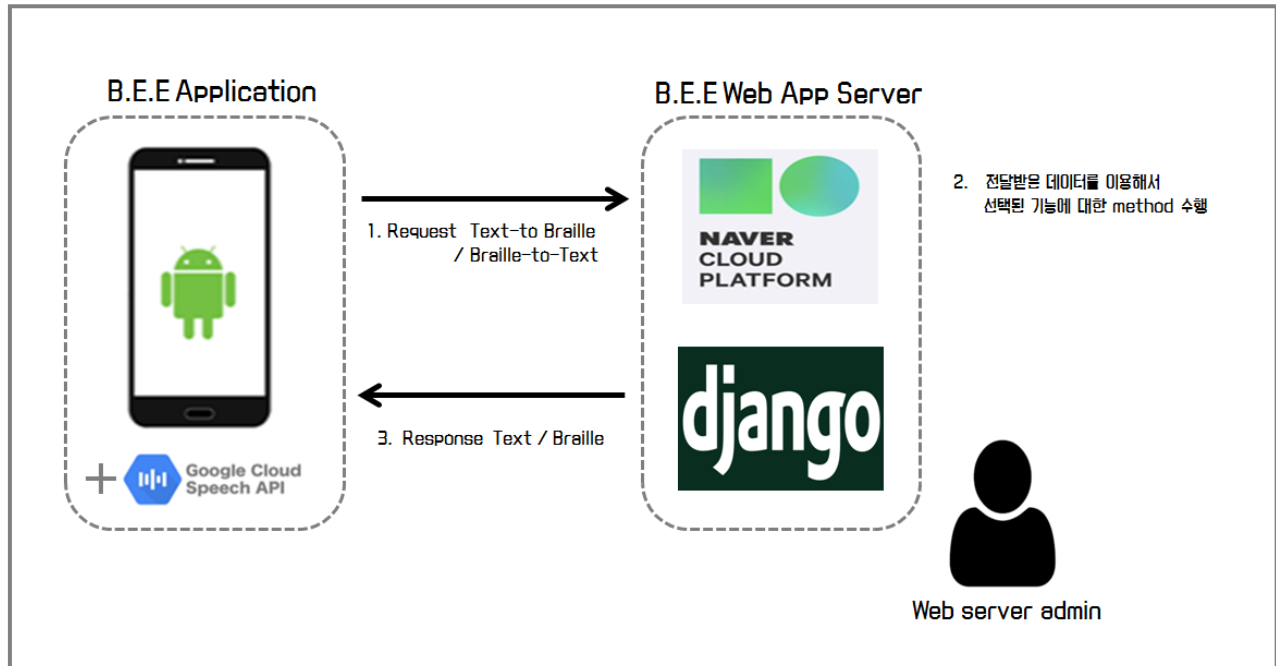 B.E.E Application
B.E.E Web App Server
NAVER
CLOUD
PLATFORM
2. 전달받은 데이터를 이용해서
선택된 기능에 대한 method 수행
1. Request Text-to Braille
/ Braille-to-Text
django
3. Response Text / Braille
+ Google Cloud
Speech API
Web server admin